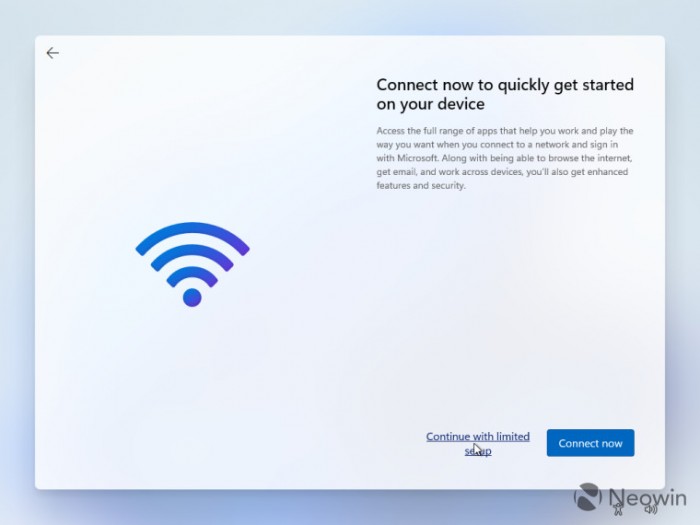 Connect now to quickly get started
on your device
Access the full range of apps that help you work and play the
way you want when you connect to a network and sign in
with Microsoft. Along with being able to browse the internet,
get email, and work across devices, you'll also get enhanced
features and security.
Continue with limited
setup
Connect now
Neowin